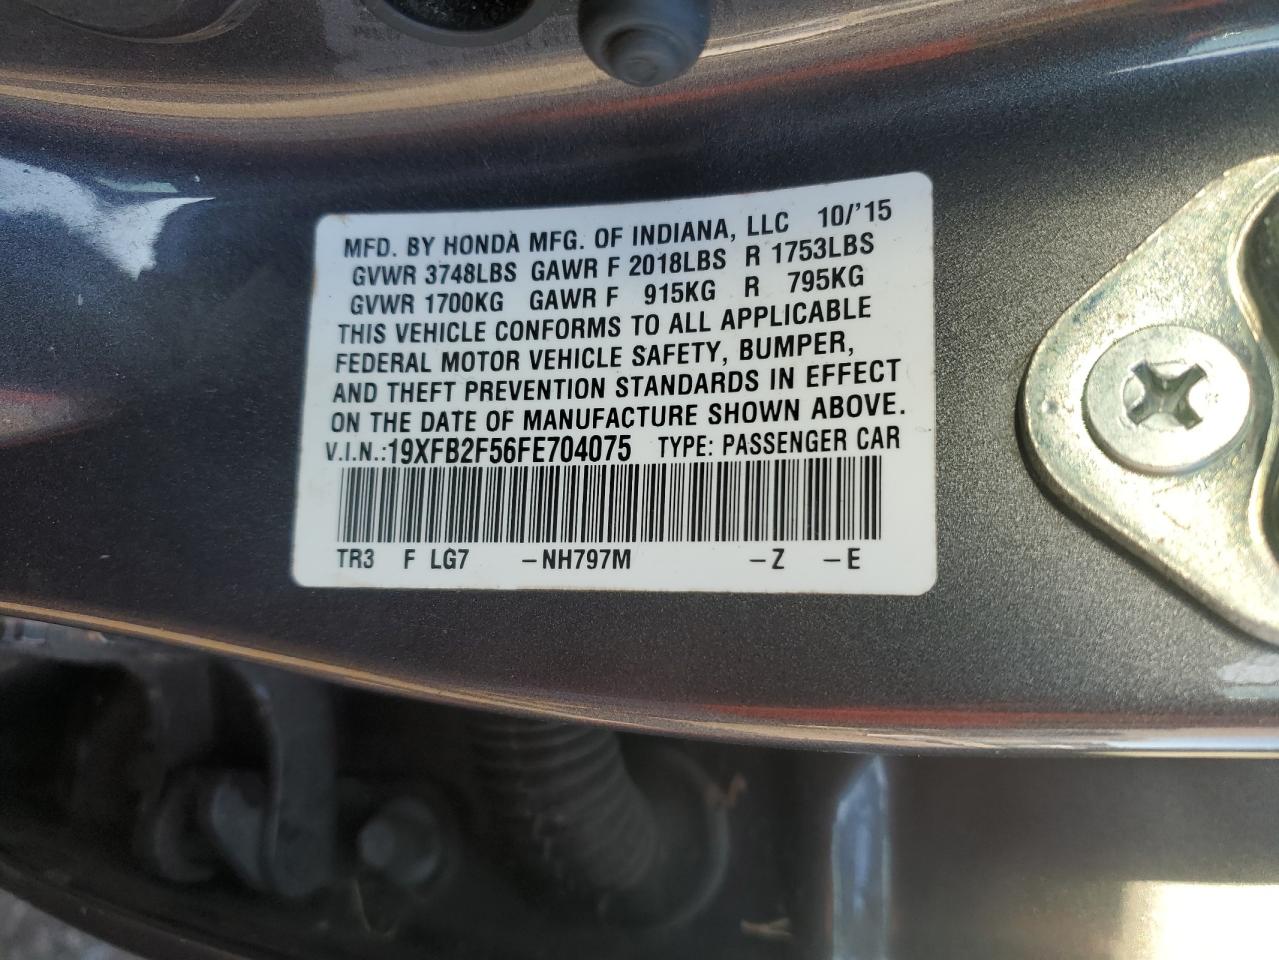 MFD. BY HONDA MFG. OF INDIANA, LLC 10/'15
GVWR 3748LBS GAWR F 2018LBS R 1753LBS
GVWR 1700KG GAWR F 915KG R 795KG
THIS VEHICLE CONFORMS TO ALL APPLICABLE
FEDERAL MOTOR VEHICLE SAFETY, BUMPER,
AND THEFT PREVENTION STANDARDS IN EFFECT
ON THE DATE OF MANUFACTURE SHOWN ABOVE.
V.I.N.:19XFB2F56FE704075 TYPE: PASSENGER CAR
TR3 F LG7 -NH797M -Z -E